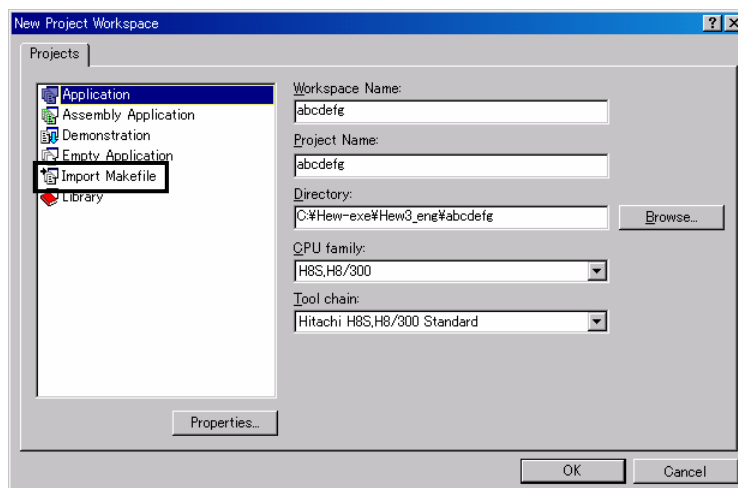 New Project Workspace
Projects
Application
Assembly Application
Demonstration
Empty Application
Import Makefile
Library
Properties...
Workspace Name:
abcdefg
Project Name:
abcdefg
Directory:
C:¥Hew-exe¥Hew3_eng¥abcdefg
Browse...
CPU family:
H8S,H8/300
Tool chain:
Hitachi H8S,H8/300 Standard
OK
Cancel